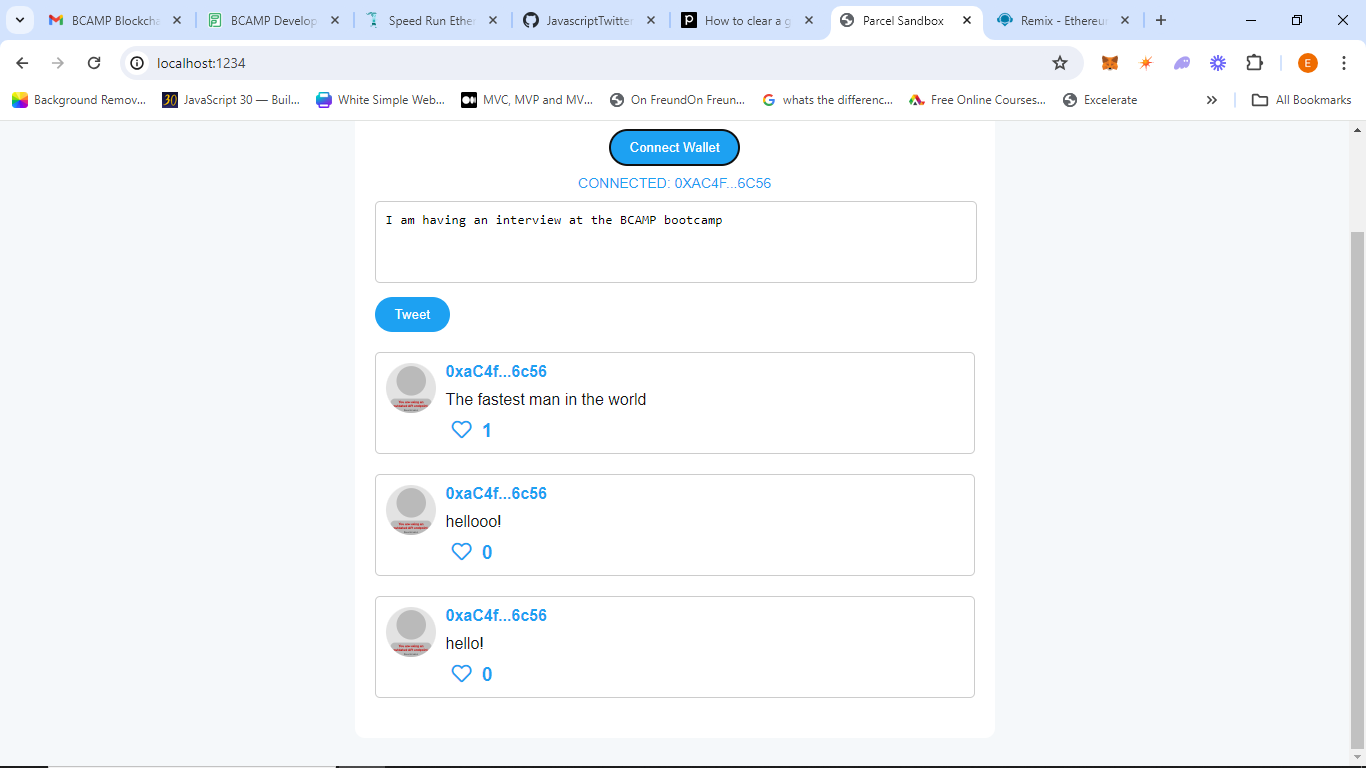 BCAMP Blockcha
BCAMP Develop
Speed Run Ether
JavascriptTwitter
How to clear a g
Parcel Sandbox
Remix - Ethereu
localhost:1234
E
Background Remov...
30 JavaScript 30 — Buil...
White Simple Web...
MVC, MVP and MV...
On FreundOn Freun...
whats the differenc...
Free Online Courses...
Excelerate
All Bookmarks
Connect Wallet
CONNECTED: 0XAC4F...6C56
I am having an interview at the BCAMP bootcamp
Tweet
0xaC4f...6c56
The fastest man in the world
1
0xaC4f...6c56
hellooo!
0
0xaC4f...6c56
hello!
0